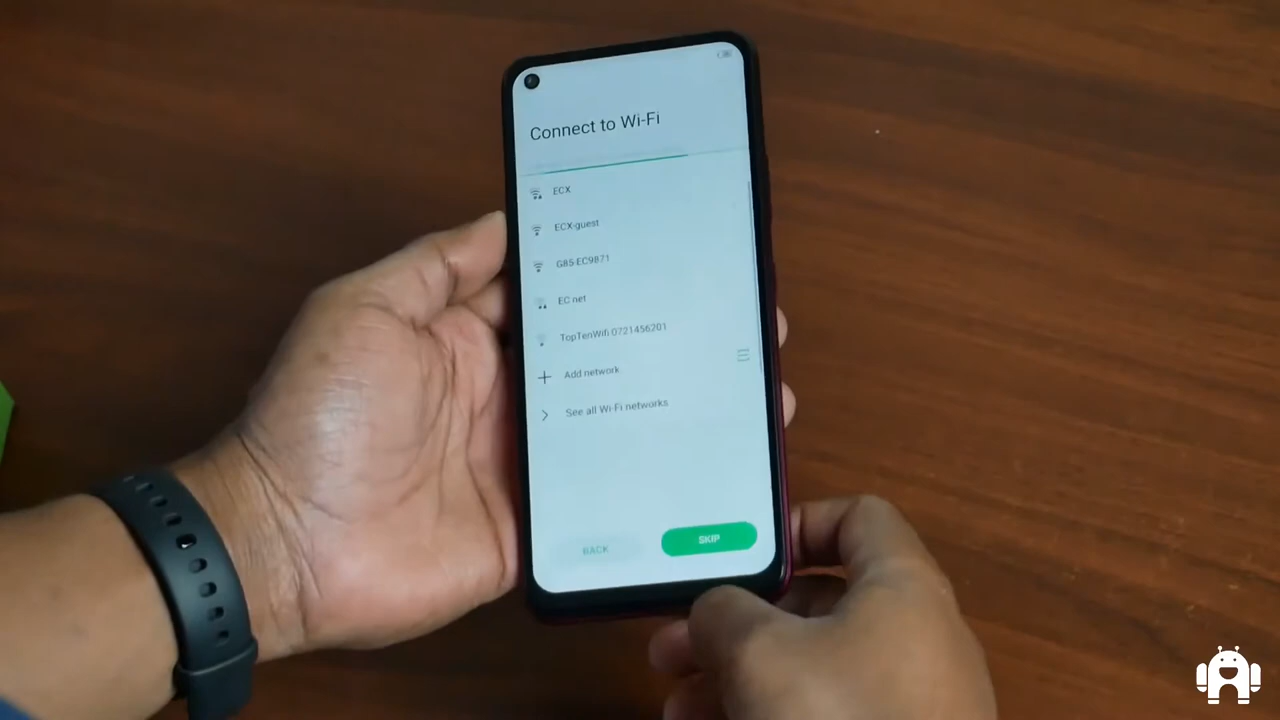 Connect to Wi-Fi
ECX
ECX-guest
G85-EC9871
EC net
TopTenWifi 0721456201
Add network
See all Wi-Fi networks
BACK
SKIP